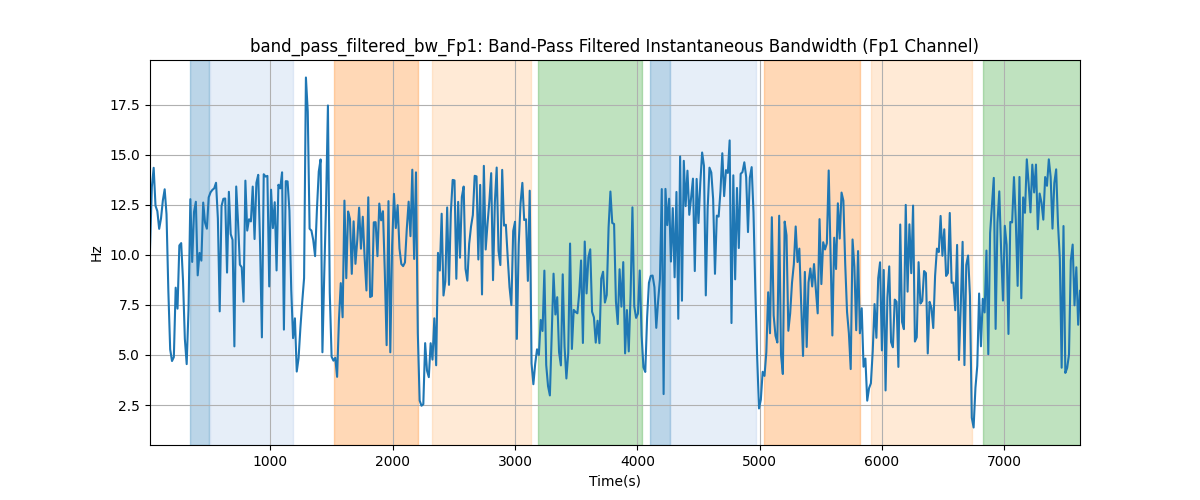 band_pass_filtered_bw_Fp1: Band-Pass Filtered Instantaneous Bandwidth (Fp1 Channel)
17.5
15.0
12.5
10.0
7.5
5.0
2.5
Hz
1000 2000 3000 4000 5000 6000 7000
Time(s)